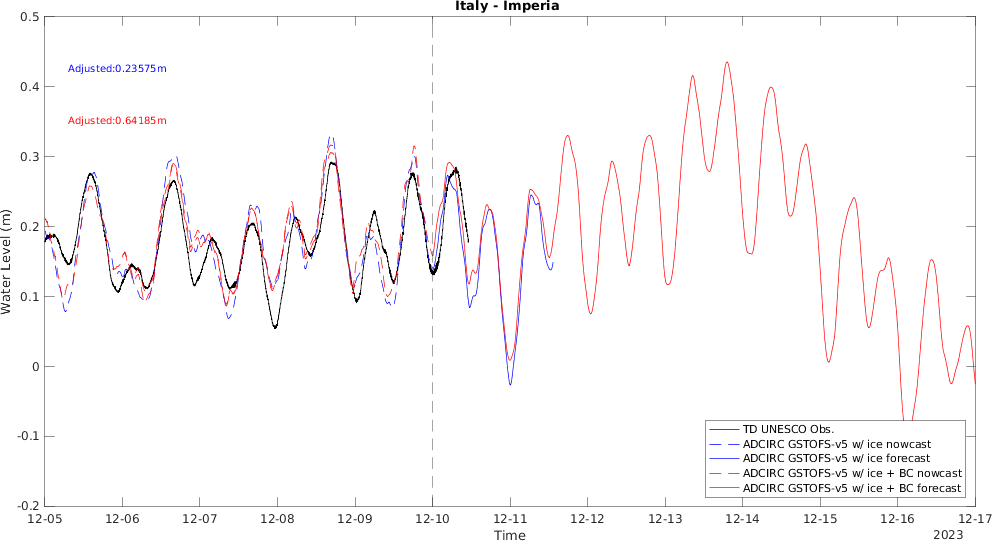 Italy - Imperia
Adjusted:0.23575m
Adjusted:0.64185m
Water Level (m)
0.5
0.4
0.3
0.2
0.1
0
-0.1
-0.2
TD UNESCO Obs.
ADCIRC GSTOFS-v5 w/ ice nowcast
ADCIRC GSTOFS-v5 w/ ice forecast
ADCIRC GSTOFS-v5 w/ ice + BC nowcast
ADCIRC GSTOFS-v5 w/ ice + BC forecast
12-05 12-06 12-07 12-08 12-09 12-10 12-11 12-12 12-13 12-14 12-15 12-16 12-17
Time
2023